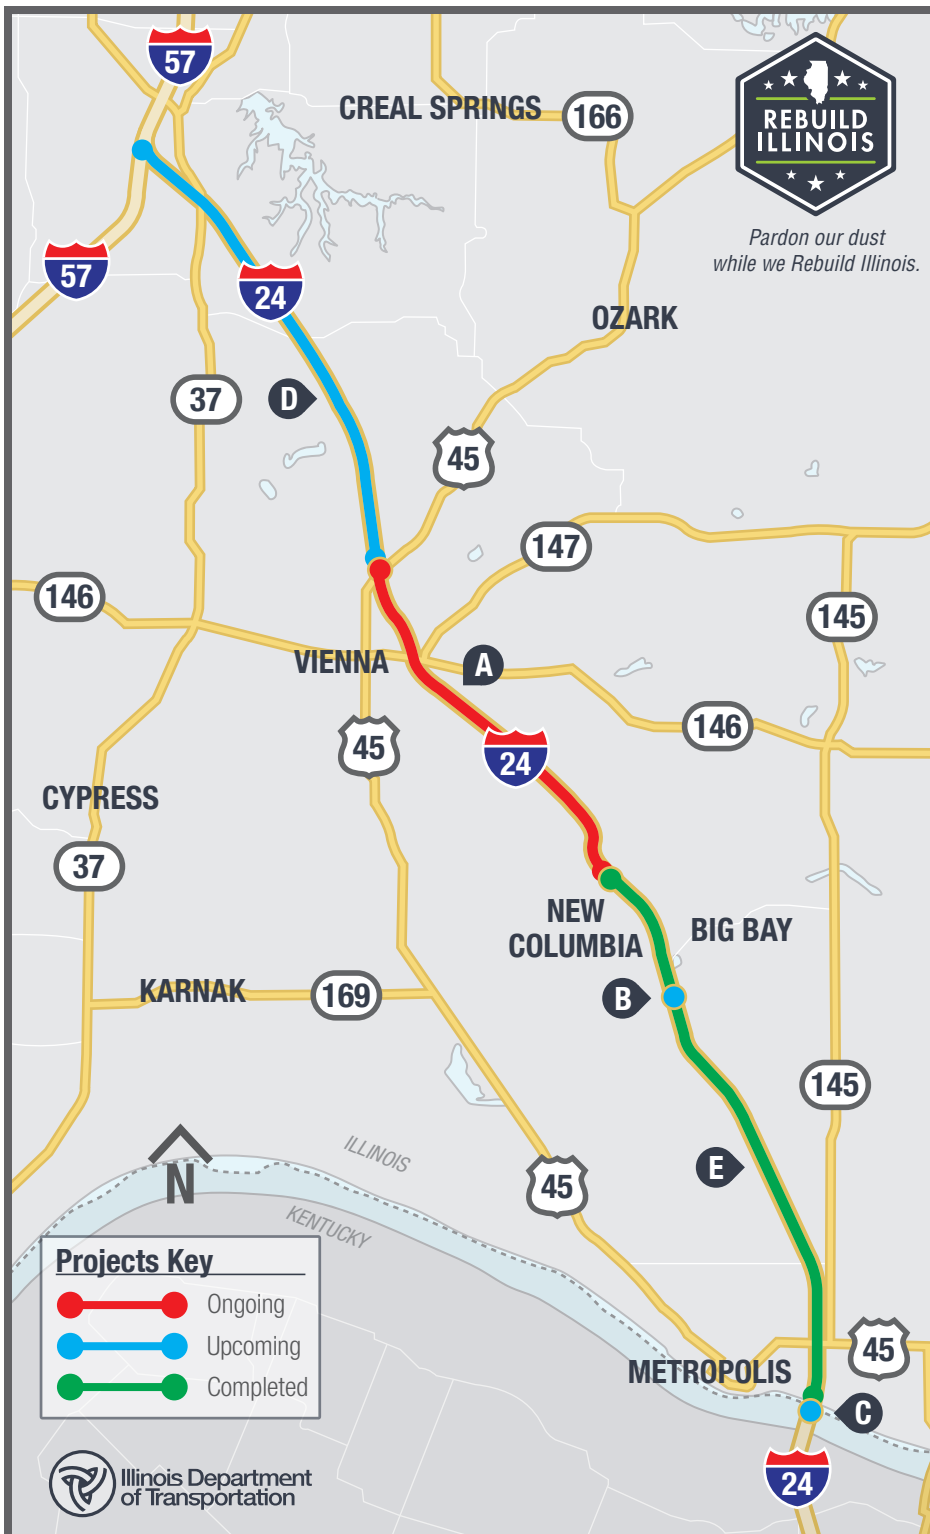 57
CREAL SPRINGS
166
REBUILD
ILLINOIS
Pardon our dust
while we Rebuild Illinois.
57
24
OZARK
37
D
45
147
146
145
VIENNA
A
146
45
24
CYPRESS
37
NEW
COLUMBIA
BIG BAY
KARNAK
169
B
145
ILLINOIS
N
E
45
KENTUCKY
Projects Key
Ongoing
Upcoming
Completed
45
METROPOLIS
C
24
Illinois Department
of Transportation